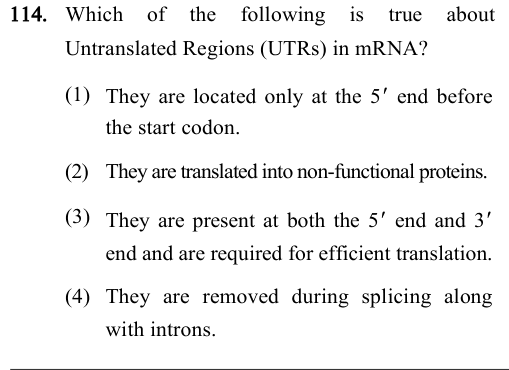 114. Which of the following is true about
Untranslated Regions (UTRs) in mRNA?
(1) They are located only at the 5′ end before
the start codon.
(2) They are translated into non-functional proteins.
(3) They are present at both the 5′ end and 3′
end and are required for efficient translation.
(4) They are removed during splicing along
with introns.